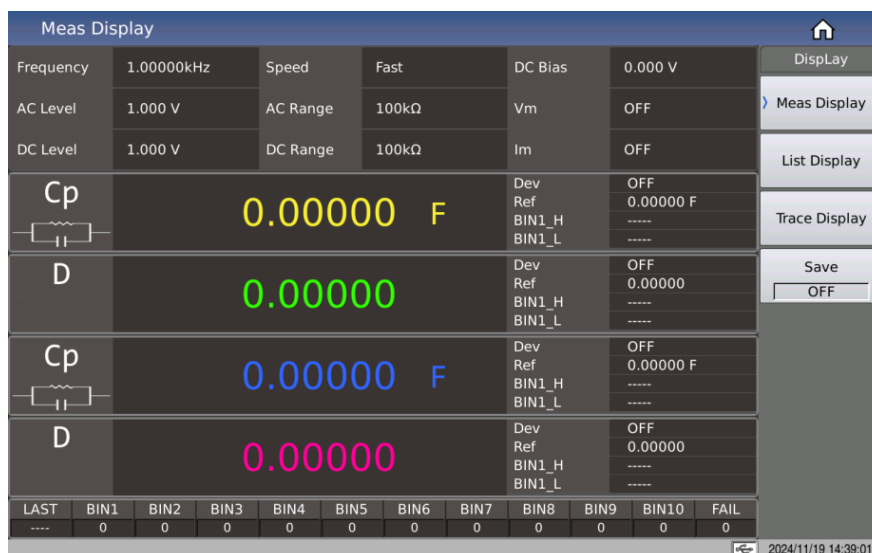 Meas Display
DispLay
Frequency 1.00000kHz Speed Fast DC Bias 0.000 V
AC Level 1.000 V AC Range 100kΩ Vm OFF
DC Level 1.000 V DC Range 100kΩ Im OFF
Meas Display
List Display
Trace Display
Save
OFF
Cp
0.00000 F
Dev OFF
Ref 0.00000 F
BIN1_H -----
BIN1_L -----
D
0.00000
Dev OFF
Ref 0.00000
BIN1_H -----
BIN1_L -----
Cp
0.00000 F
Dev OFF
Ref 0.00000 F
BIN1_H -----
BIN1_L -----
D
0.00000
Dev OFF
Ref 0.00000
BIN1_H -----
BIN1_L -----
LAST BIN1 BIN2 BIN3 BIN4 BIN5 BIN6 BIN7 BIN8 BIN9 BIN10 FAIL
---- 0 0 0 0 0 0 0 0 0 0 0
2024/11/19 14:39:01